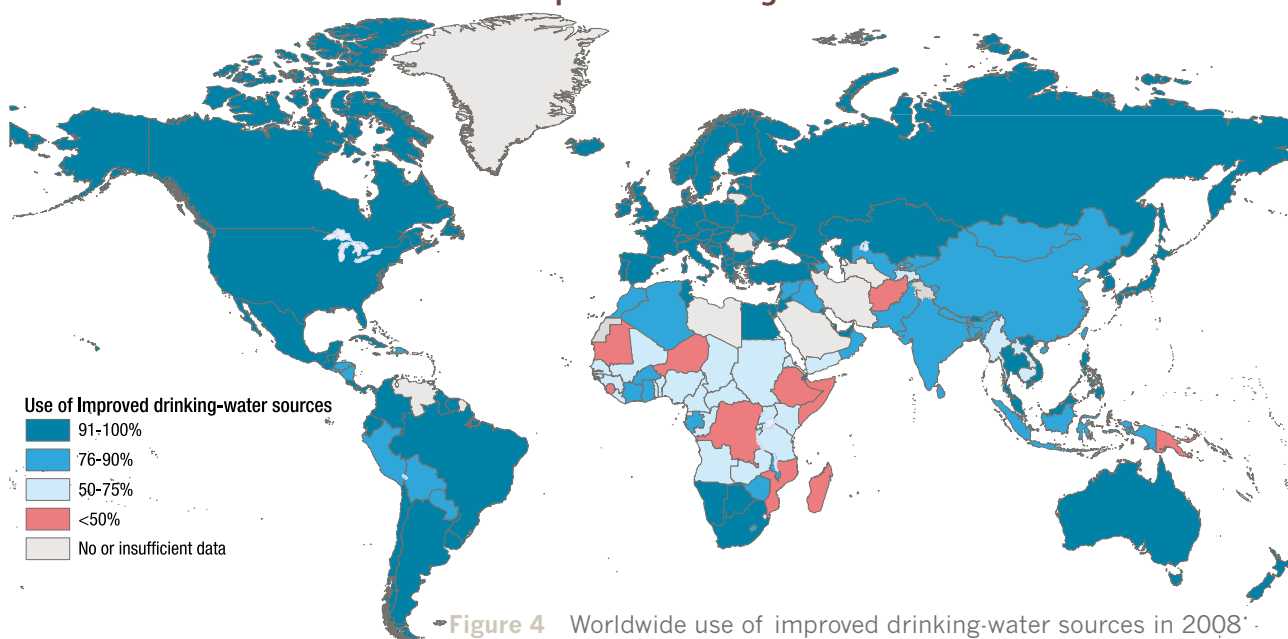 Use of Improved drinking-water sources
91-100%
76-90%
50-75%
<50%
No or insufficient data
Figure 4 Worldwide use of improved drinking-water sources in 2008